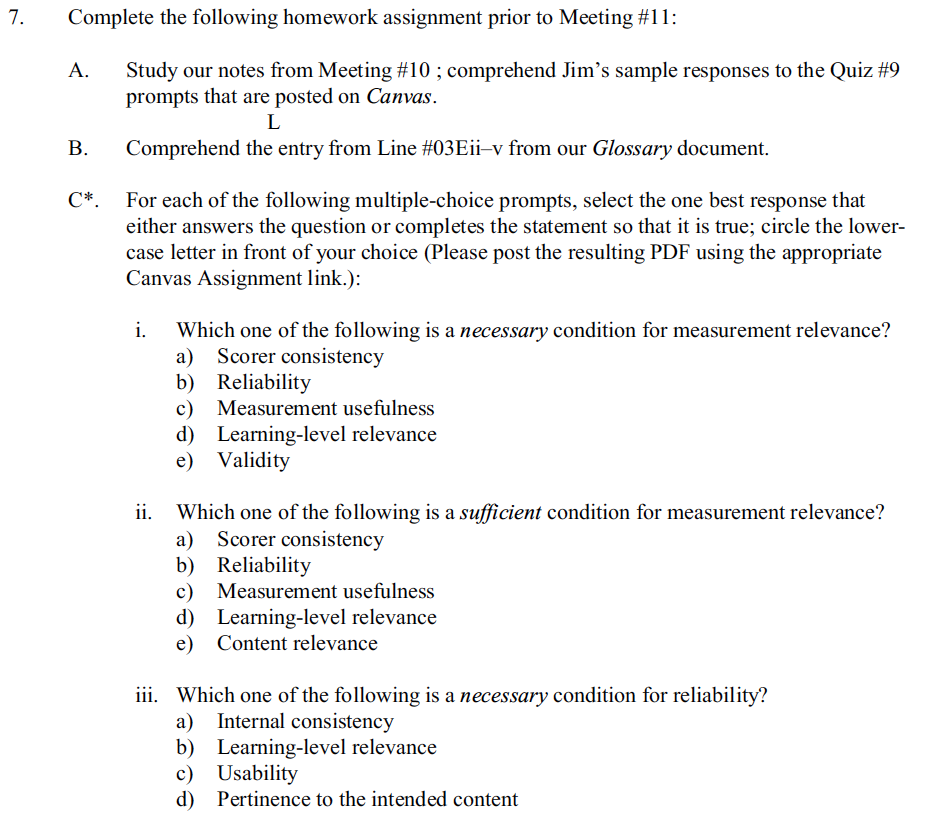 7. Complete the following homework assignment prior to Meeting #11:
A. Study our notes from Meeting #10 ; comprehend Jim's sample responses to the Quiz #9
prompts that are posted on Canvas.
L
B. Comprehend the entry from Line #03Eii–v from our Glossary document.
C*. For each of the following multiple-choice prompts, select the one best response that
either answers the question or completes the statement so that it is true; circle the lower-
case letter in front of your choice (Please post the resulting PDF using the appropriate
Canvas Assignment link.):
i. Which one of the following is a necessary condition for measurement relevance?
a) Scorer consistency
b) Reliability
c) Measurement usefulness
d) Learning-level relevance
e) Validity
ii. Which one of the following is a sufficient condition for measurement relevance?
a) Scorer consistency
b) Reliability
c) Measurement usefulness
d) Learning-level relevance
e) Content relevance
iii. Which one of the following is a necessary condition for reliability?
a) Internal consistency
b) Learning-level relevance
c) Usability
d) Pertinence to the intended content